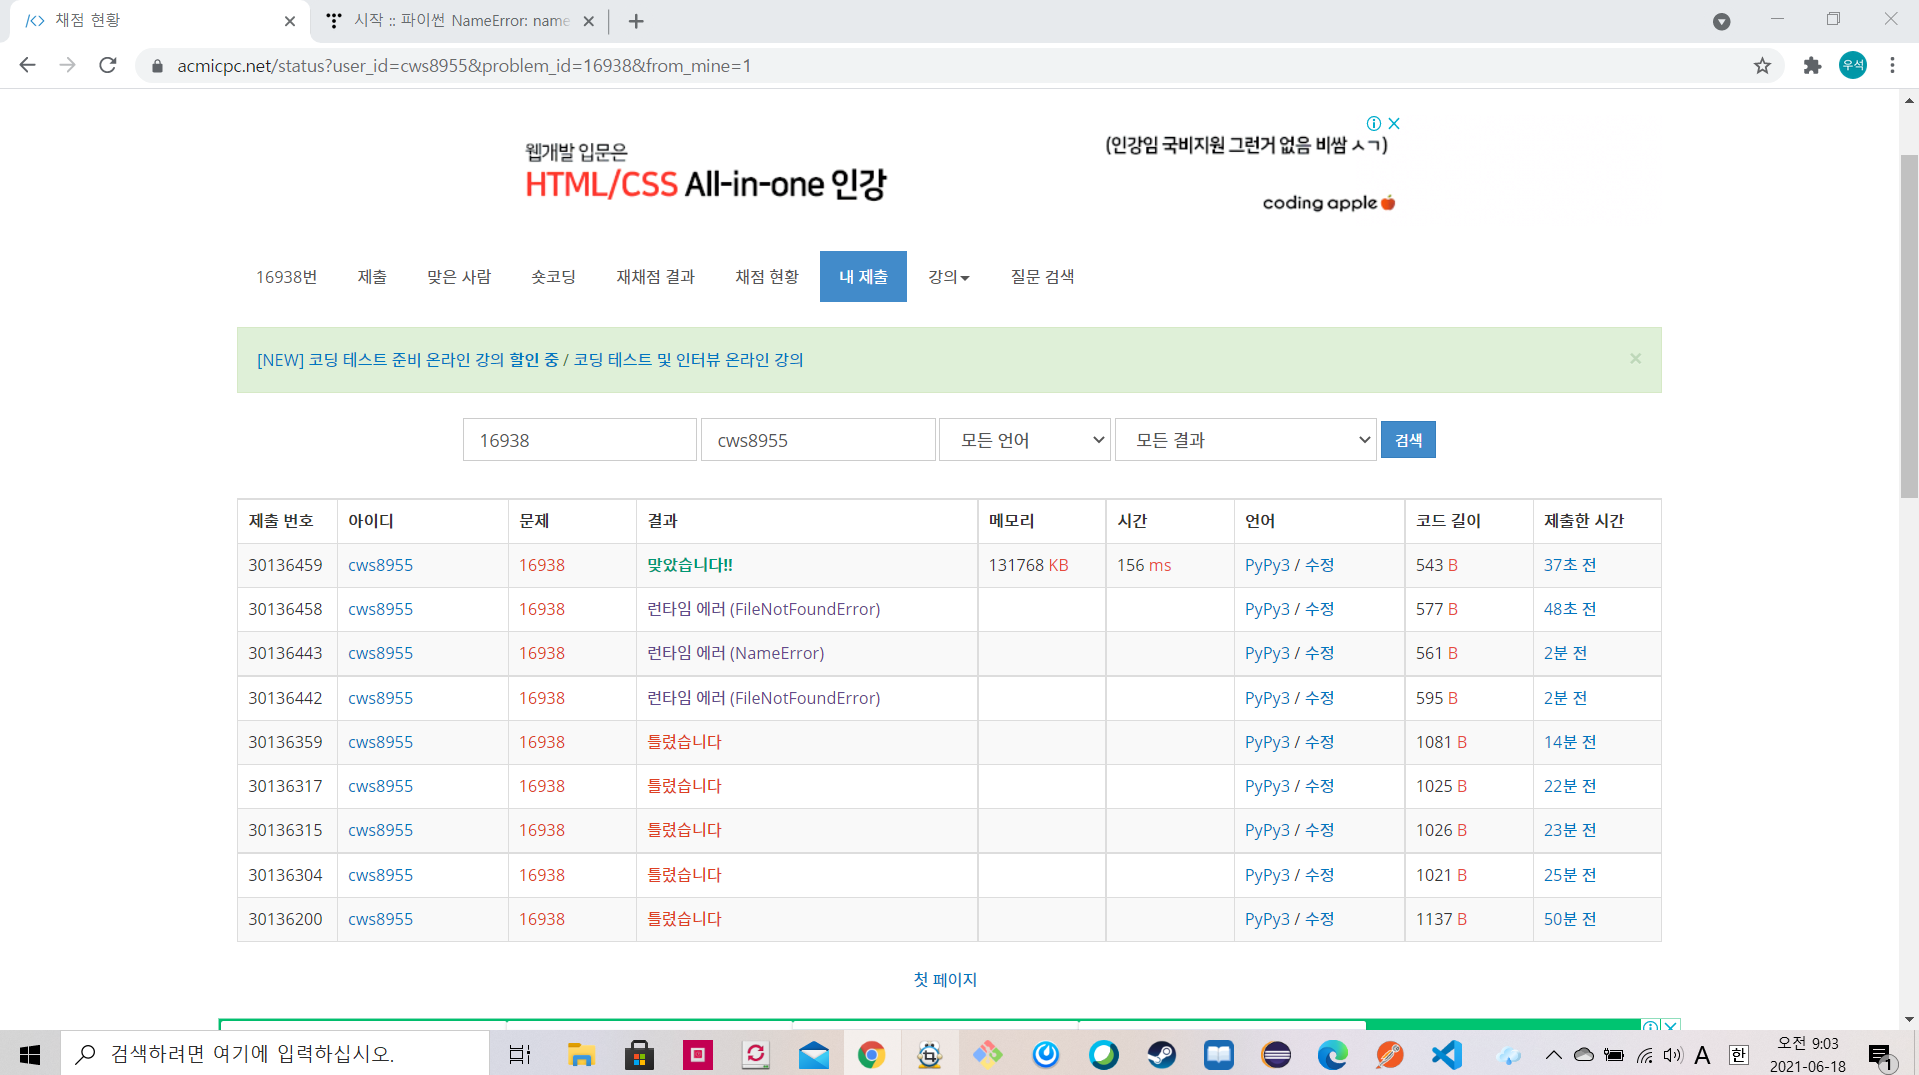 채점 현황
시작 :: 파이썬 NameError: name
acmicpc.net/status?user_id=cws8955&problem_id=16938&from_mine=1
우석
웹개발 입문은
HTML/CSS All-in-one 인강
(인강임 국비지원 그런거 없음 비쌈 ㅅㄱ)
coding apple
16938번 제출 맞은 사람 숏코딩 재채점 결과 채점 현황 내 제출 강의 질문 검색
[NEW] 코딩 테스트 준비 온라인 강의 할인 중 / 코딩 테스트 및 인터뷰 온라인 강의
16938 cws8955 모든 언어 모든 결과 검색
제출 번호 아이디 문제 결과 메모리 시간 언어 코드 길이 제출한 시간
30136459 cws8955 16938 맞았습니다!! 131768 KB 156 ms PyPy3 / 수정 543 B 37초 전
30136458 cws8955 16938 런타임 에러 (FileNotFoundError) PyPy3 / 수정 577 B 48초 전
30136443 cws8955 16938 런타임 에러 (NameError) PyPy3 / 수정 561 B 2분 전
30136442 cws8955 16938 런타임 에러 (FileNotFoundError) PyPy3 / 수정 595 B 2분 전
30136359 cws8955 16938 틀렸습니다 PyPy3 / 수정 1081 B 14분 전
30136317 cws8955 16938 틀렸습니다 PyPy3 / 수정 1025 B 22분 전
30136315 cws8955 16938 틀렸습니다 PyPy3 / 수정 1026 B 23분 전
30136304 cws8955 16938 틀렸습니다 PyPy3 / 수정 1021 B 25분 전
30136200 cws8955 16938 틀렸습니다 PyPy3 / 수정 1137 B 50분 전
첫 페이지
검색하려면 여기에 입력하십시오.
A 한
오전 9:03
2021-06-18
1